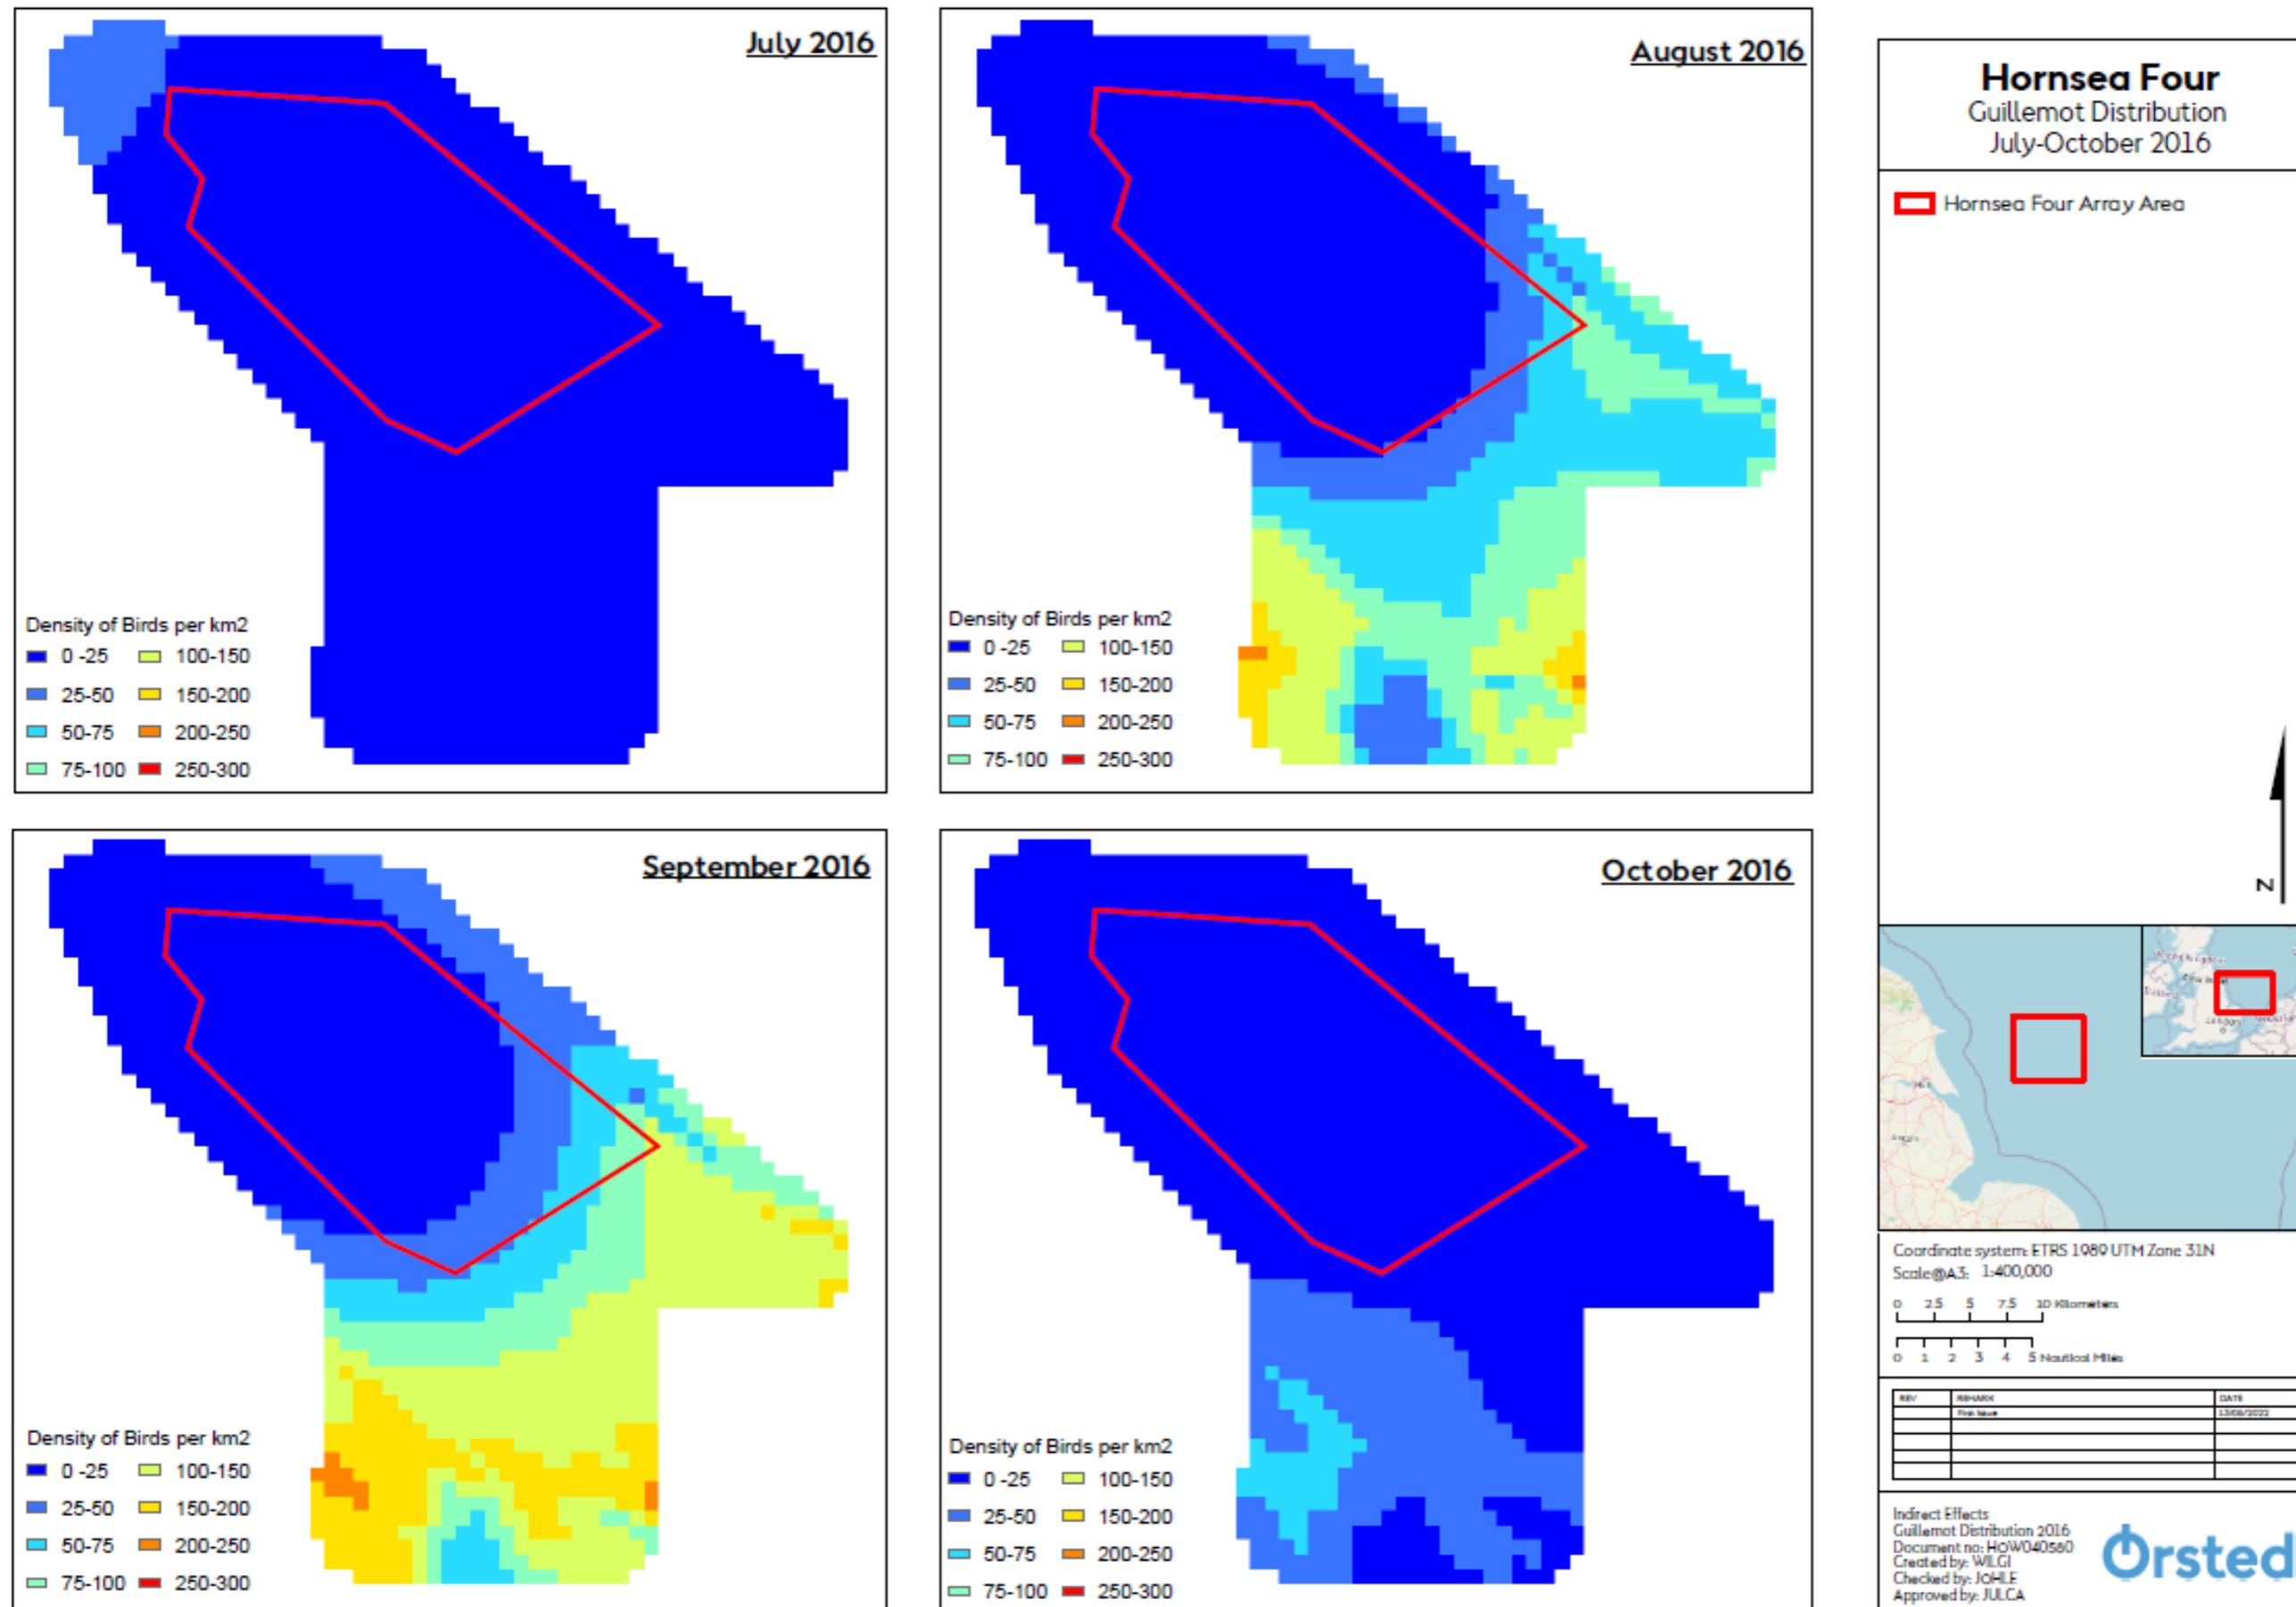 July 2016
Density of Birds per km2
0 -25 100-150
25-50 150-200
50-75 200-250
75-100 250-300
August 2016
Density of Birds per km2
0 -25 100-150
25-50 150-200
50-75 200-250
75-100 250-300
September 2016
Density of Birds per km2
0 -25 100-150
25-50 150-200
50-75 200-250
75-100 250-300
October 2016
Density of Birds per km2
0 -25 100-150
25-50 150-200
50-75 200-250
75-100 250-300
Hornsea Four
Guillemot Distribution
July-October 2016
Hornsea Four Array Area
N
London
Coordinate system: ETRS 1989 UTM Zone 31N
Scale@A3: 1:400,000
0 2.5 5 7.5 10 Kilometers
0 1 2 3 4 5 Nautical Miles
REV REMARK DATE
First Issue 13/06/2022
Indirect Effects
Guillemot Distribution 2016
Document no: HOW040560
Created by: WILGI
Checked by: JOHLE
Approved by: JULCA
Orsted